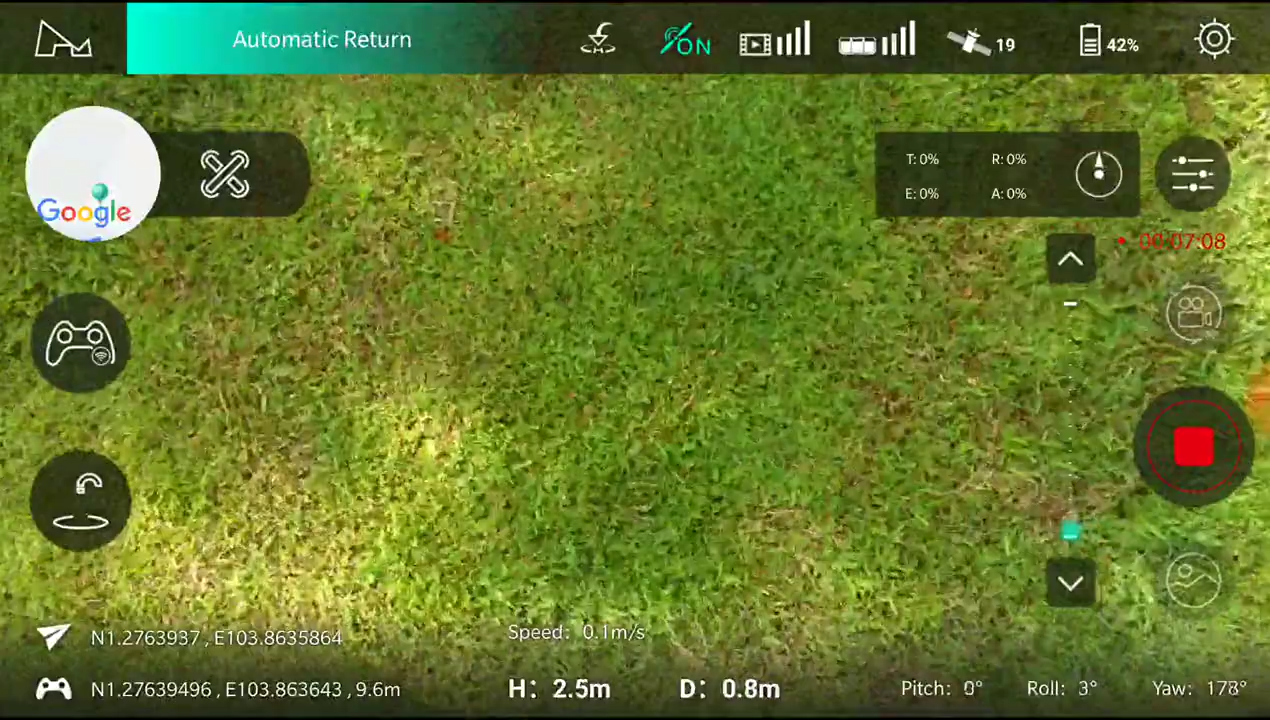 Automatic Return
ON
19
42%
Google
T: 0% R: 0%
E: 0% A: 0%
00:07:08
N1.2763937 , E103.8635864
Speed: 0.1m/s
N1.27639496 , E103.863643 , 9.6m
H: 2.5m D: 0.8m
Pitch: 0° Roll: 3° Yaw: 178°